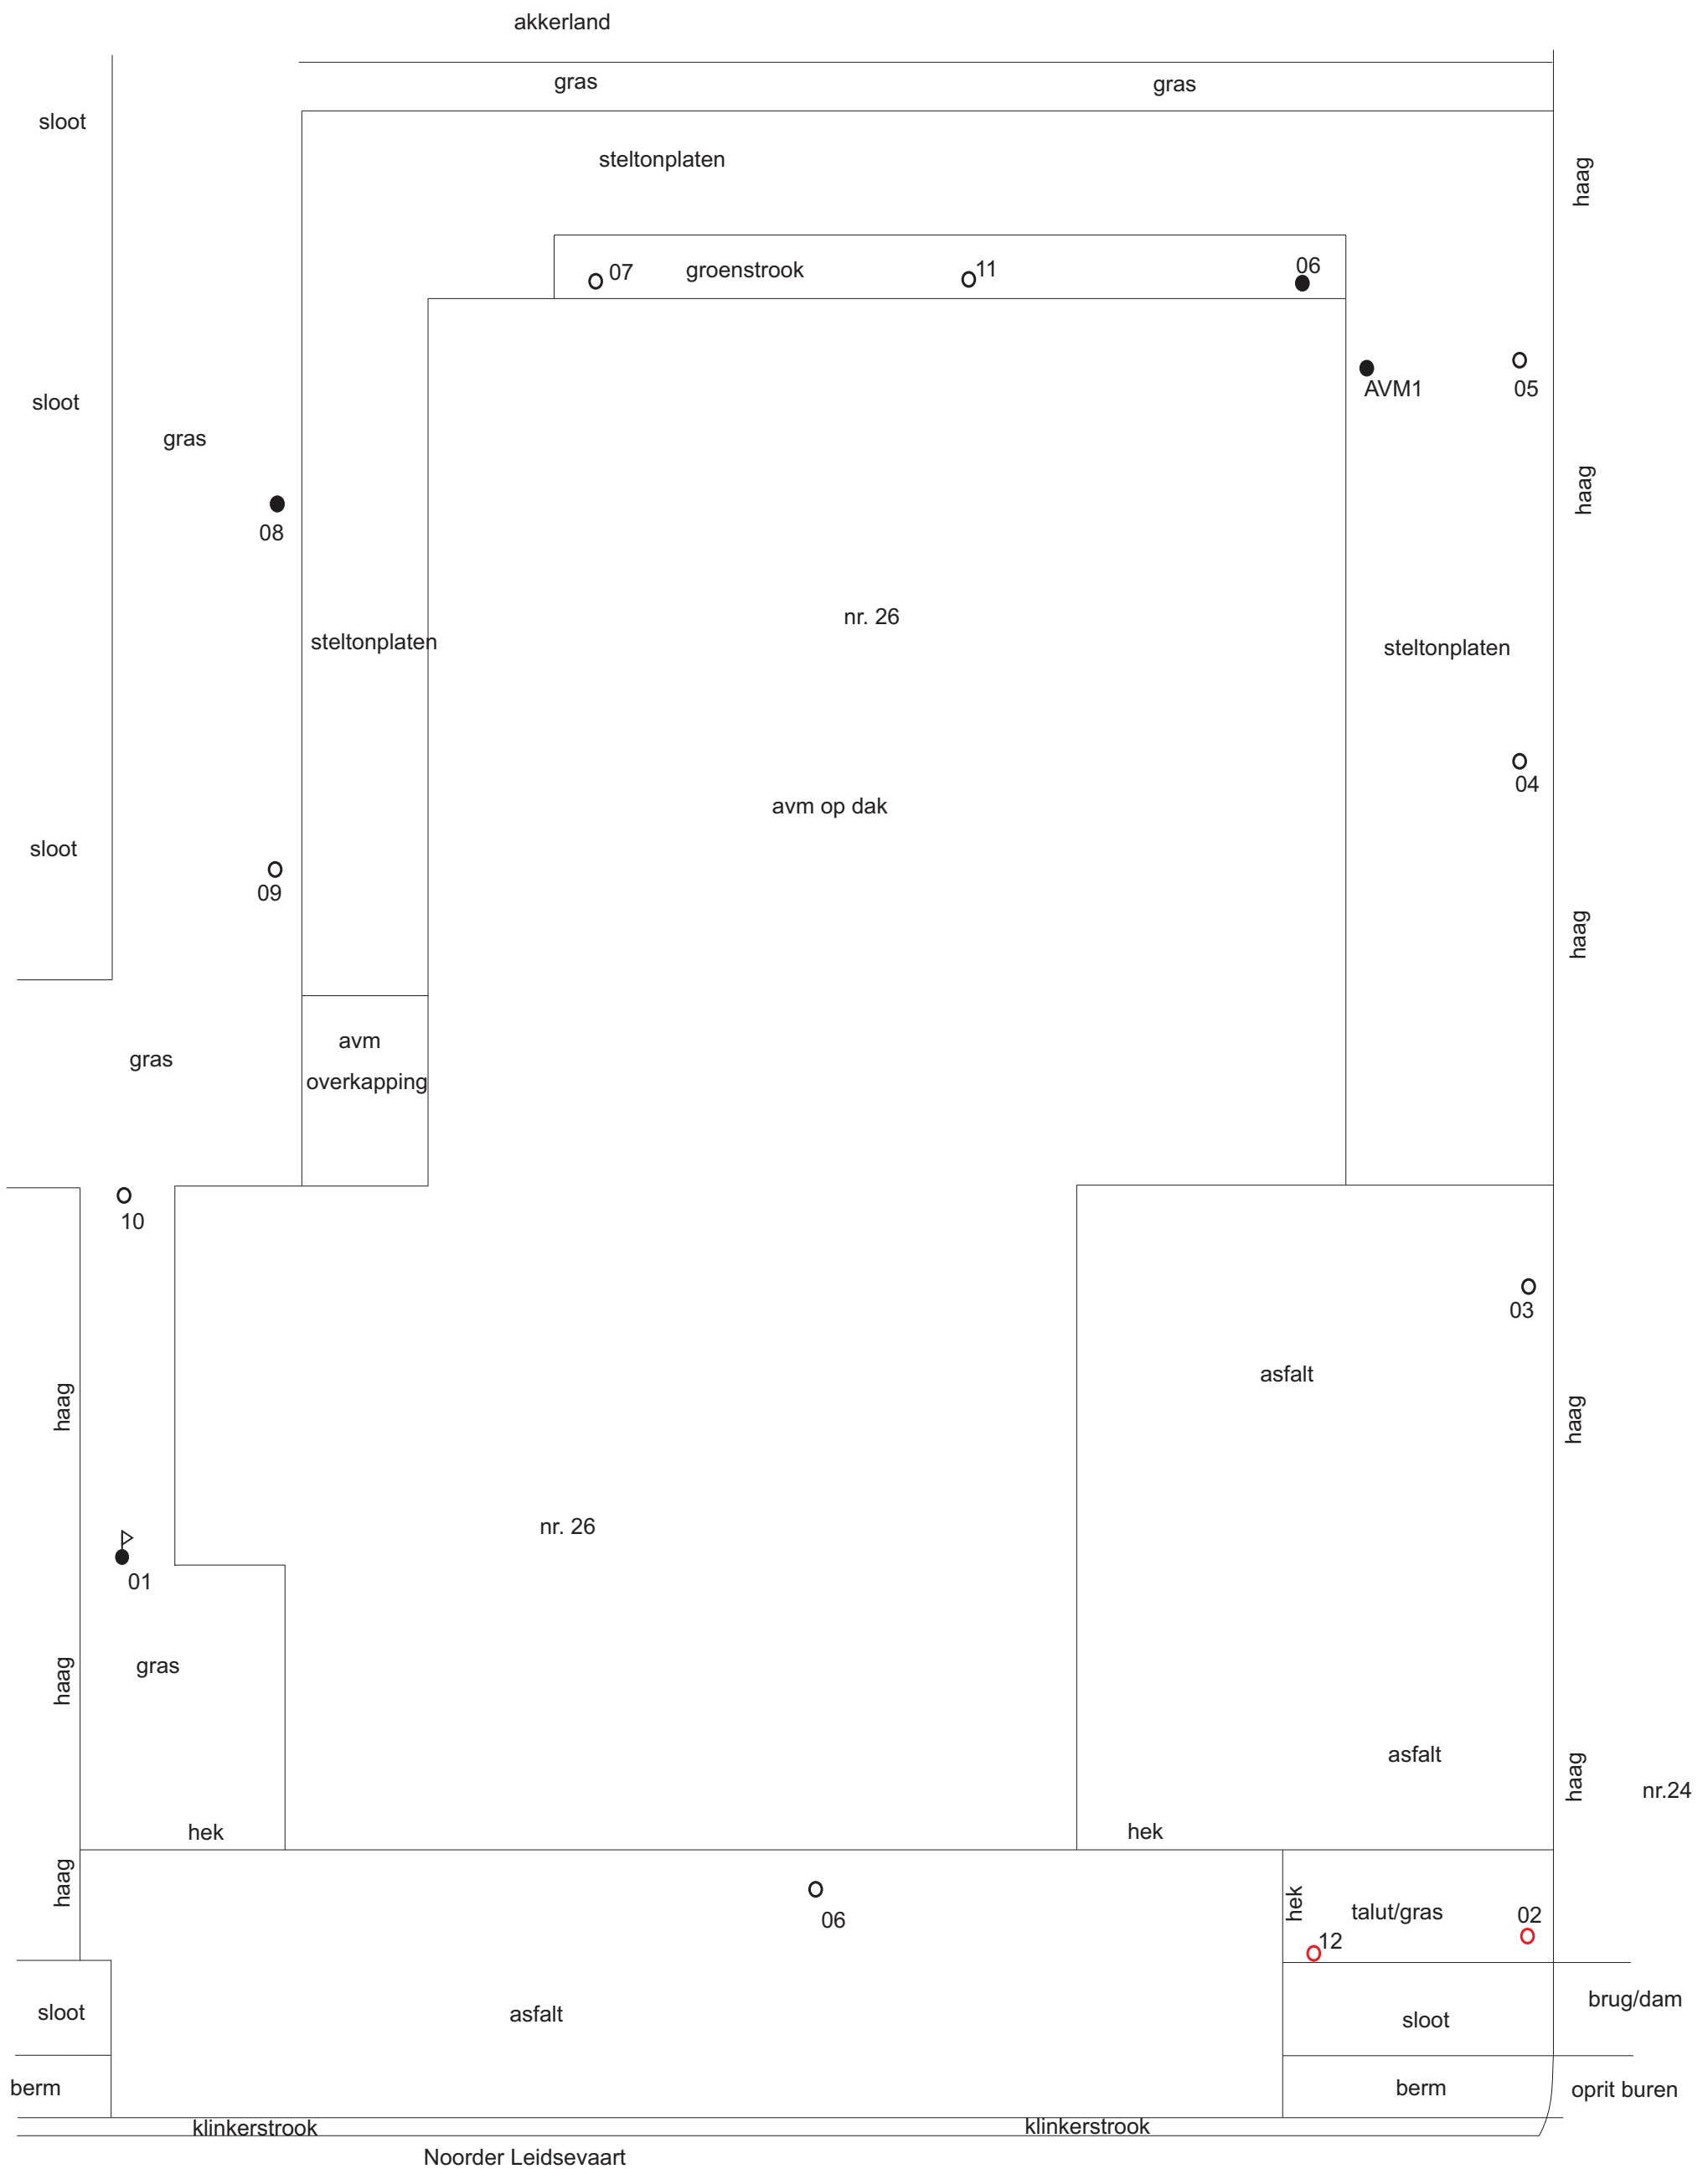 akkerland
gras
gras
sloot
steltonplaten
haag
07
groenstrook
11
06
AVM1
05
sloot
gras
haag
08
nr. 26
steltonplaten
steltonplaten
04
avm op dak
sloot
09
haag
avm
overkapping
gras
10
03
asfalt
haag
haag
nr. 26
01
gras
haag
asfalt
haag
nr.24
hek
hek
haag
06
hek
talut/gras
02
12
brug/dam
sloot
asfalt
sloot
berm
berm
oprit buren
klinkerstrook
klinkerstrook
Noorder Leidsevaart